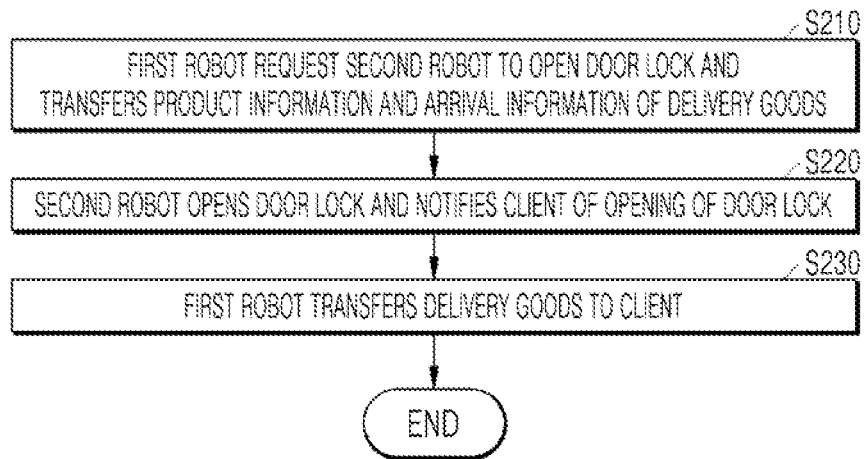 S210
FIRST ROBOT REQUEST SECOND ROBOT TO OPEN DOOR LOCK AND
TRANSFERS PRODUCT INFORMATION AND ARRIVAL INFORMATION OF DELIVERY GOODS
S220
SECOND ROBOT OPENS DOOR LOCK AND NOTIFIES CLIENT OF OPENING OF DOOR LOCK
S230
FIRST ROBOT TRANSFERS DELIVERY GOODS TO CLIENT
END